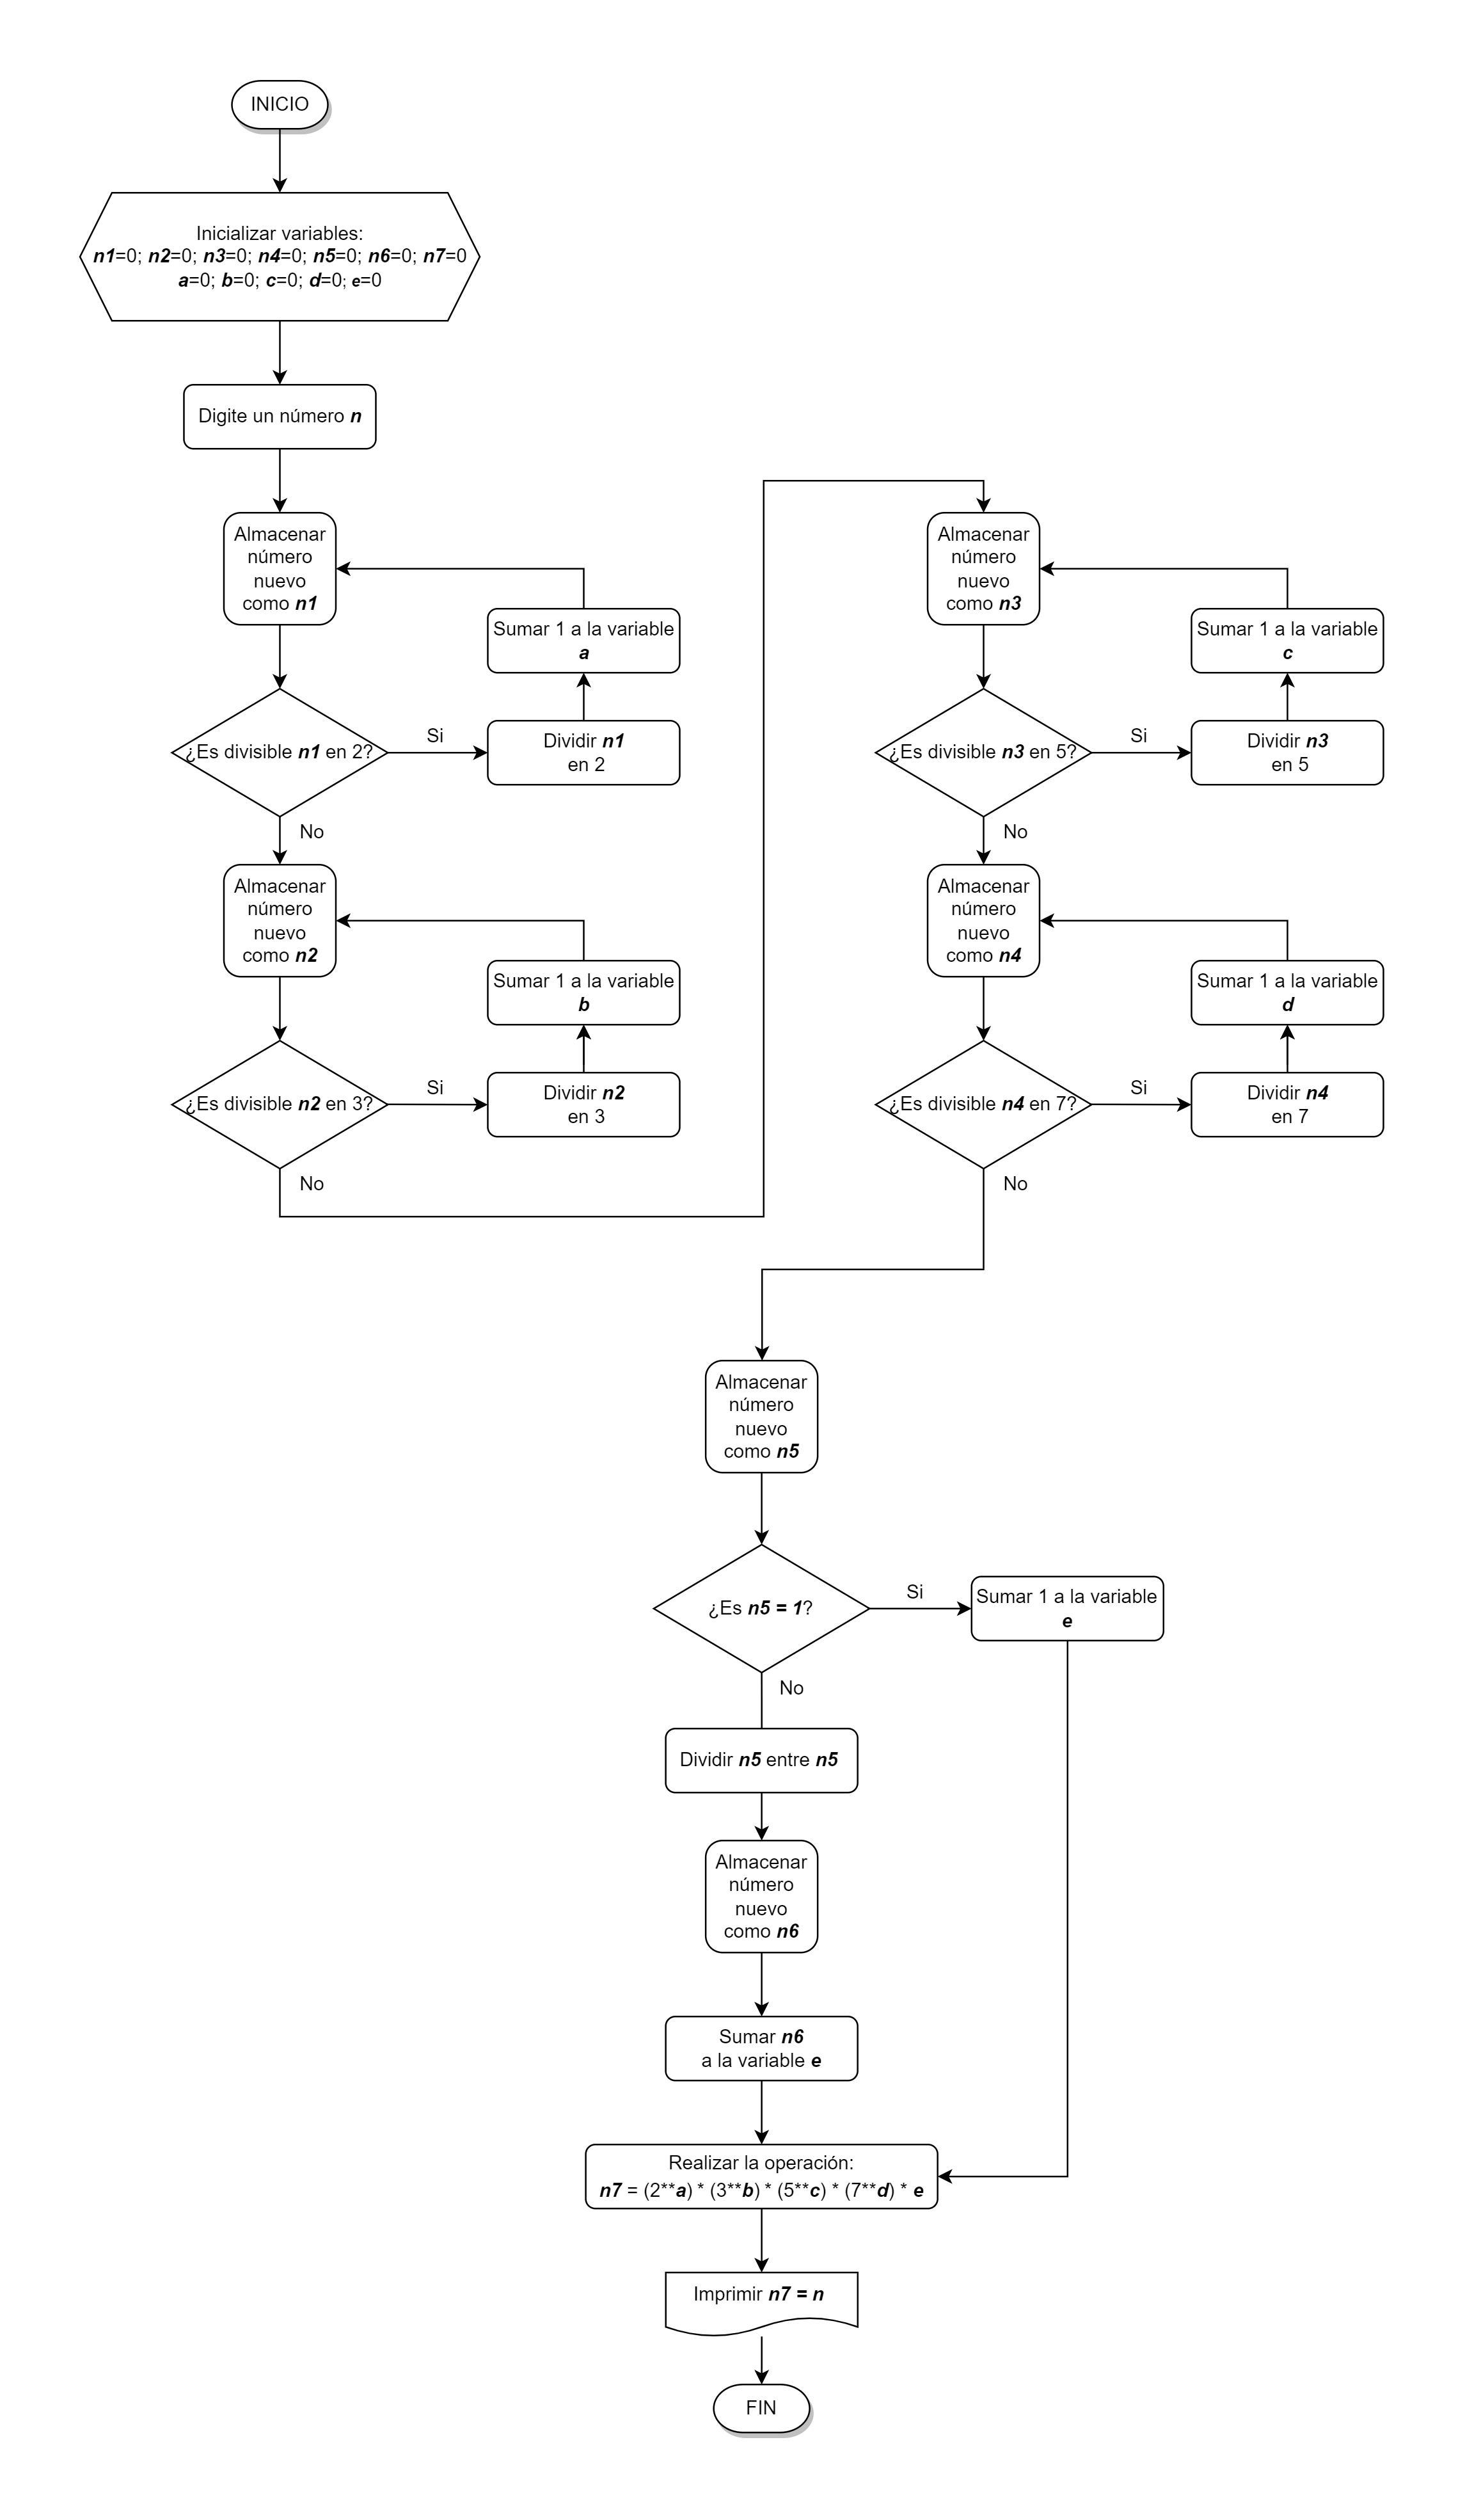 INICIO
Inicializar variables:
n1=0; n2=0; n3=0; n4=0; n5=0; n6=0; n7=0
a=0; b=0; c=0; d=0; e=0
Digite un número n
Almacenar
número
nuevo
como n1
Sumar 1 a la variable
a
¿Es divisible n1 en 2?
Si
Dividir n1
en 2
No
Almacenar
número
nuevo
como n2
Sumar 1 a la variable
b
¿Es divisible n2 en 3?
Si
Dividir n2
en 3
No
Almacenar
número
nuevo
como n3
Sumar 1 a la variable
c
¿Es divisible n3 en 5?
Si
Dividir n3
en 5
No
Almacenar
número
nuevo
como n4
Sumar 1 a la variable
d
¿Es divisible n4 en 7?
Si
Dividir n4
en 7
No
Almacenar
número
nuevo
como n5
¿Es n5 = 1?
Si
Sumar 1 a la variable
e
No
Dividir n5 entre n5
Almacenar
número
nuevo
como n6
Sumar n6
a la variable e
Realizar la operación:
n7 = (2**a) * (3**b) * (5**c) * (7**d) * e
Imprimir n7 = n
FIN